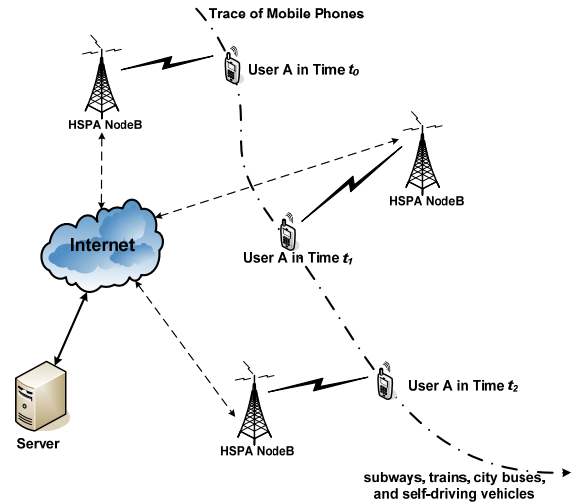 Trace of Mobile Phones
User A in Time t0
HSPA NodeB
HSPA NodeB
Internet
User A in Time t1
User A in Time t2
Server
HSPA NodeB
subways, trains, city buses,
and self-driving vehicles